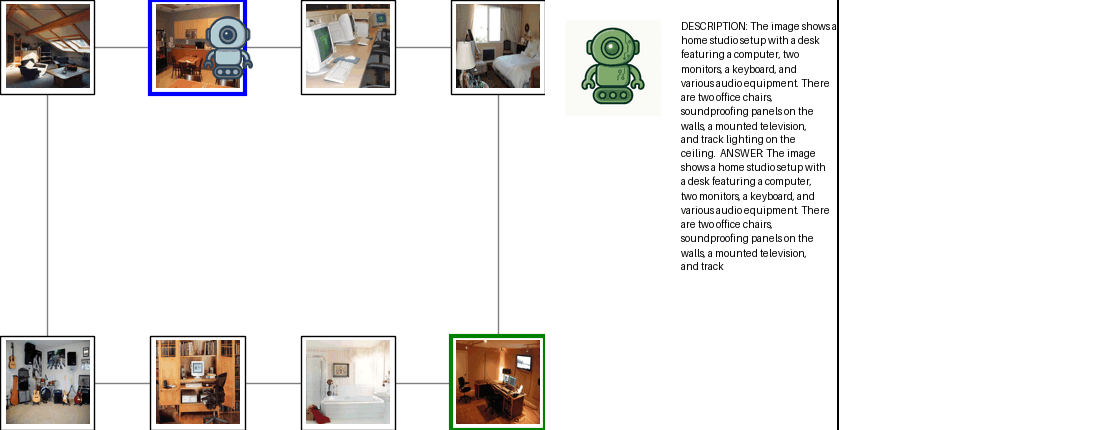 DESCRIPTION: The image shows a
home studio setup with a desk
featuring a computer, two
monitors, a keyboard, and
various audio equipment. There
are two office chairs,
soundproofing panels on the
walls, a mounted television,
and track lighting on the
ceiling. ANSWER: The image
shows a home studio setup with
a desk featuring a computer,
two monitors, a keyboard, and
various audio equipment. There
are two office chairs,
soundproofing panels on the
walls, a mounted television,
and track